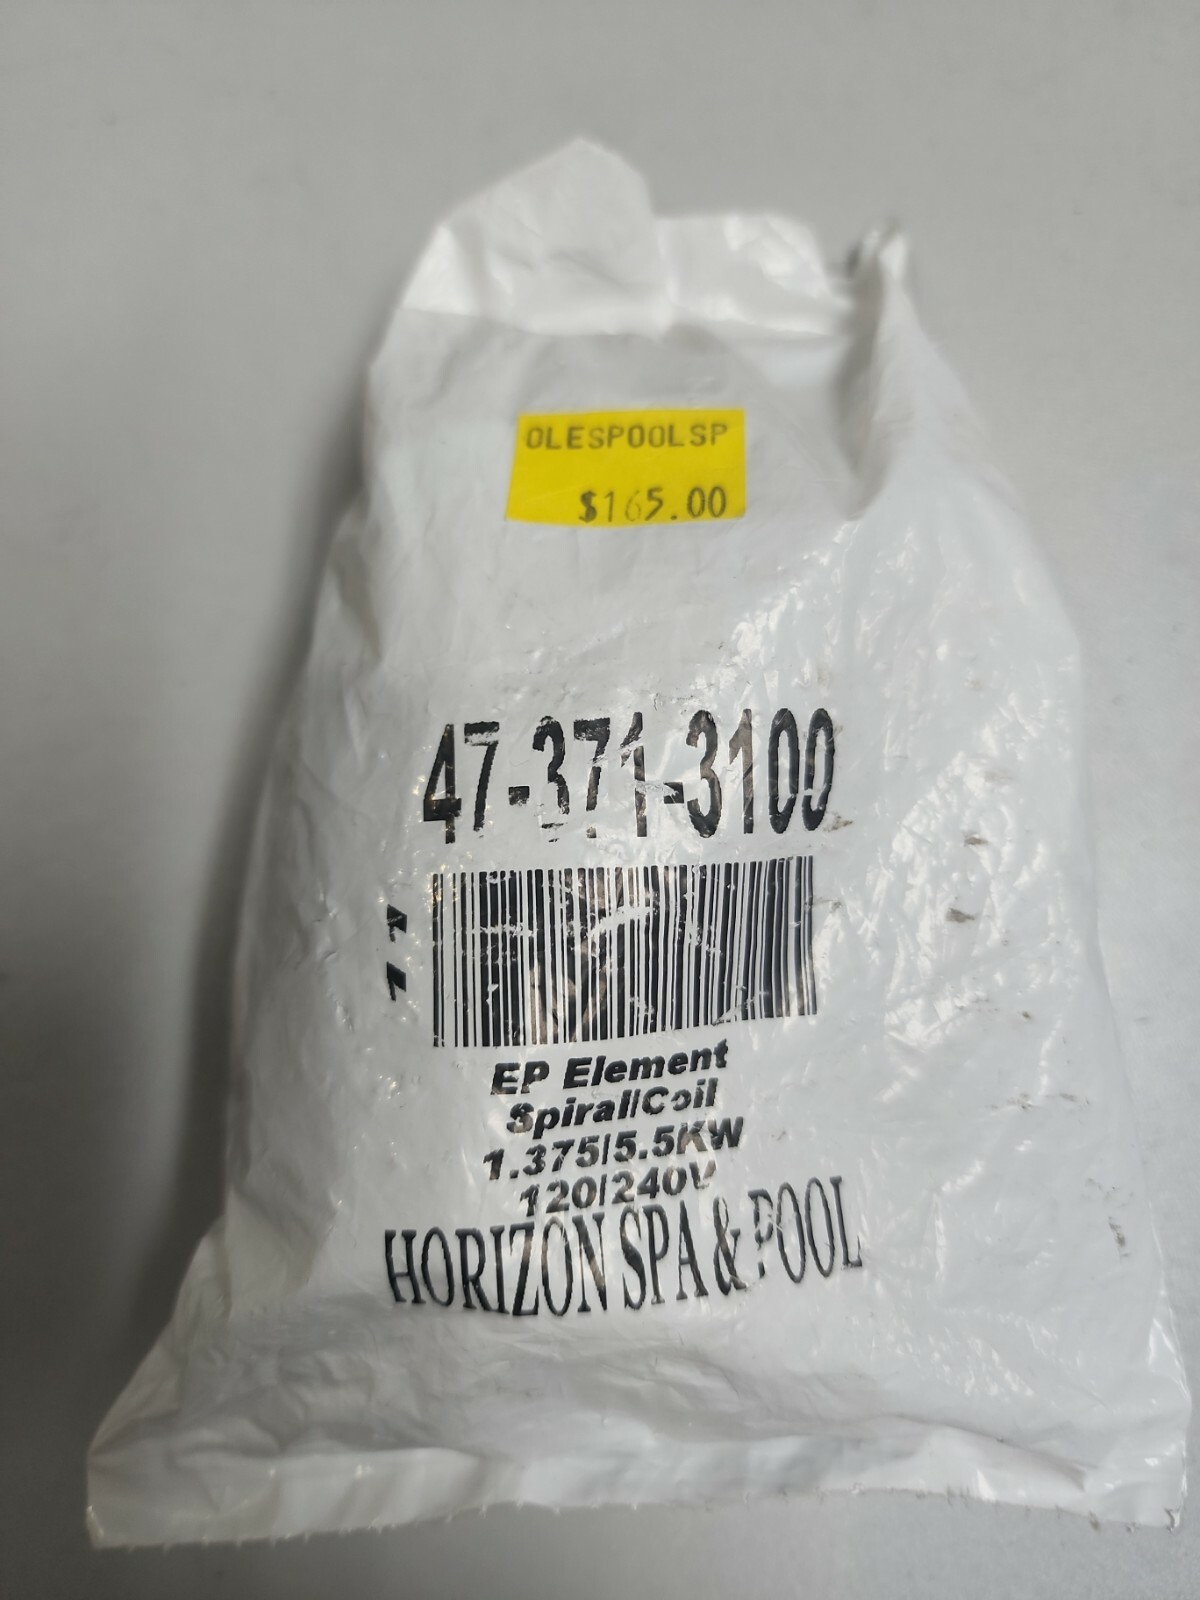 OLESPOOLSP
$165.00
47-371-3100
EP Element
Spiral/Coil
1.375/5.5KW
120/240V
HORIZON SPA & POOL